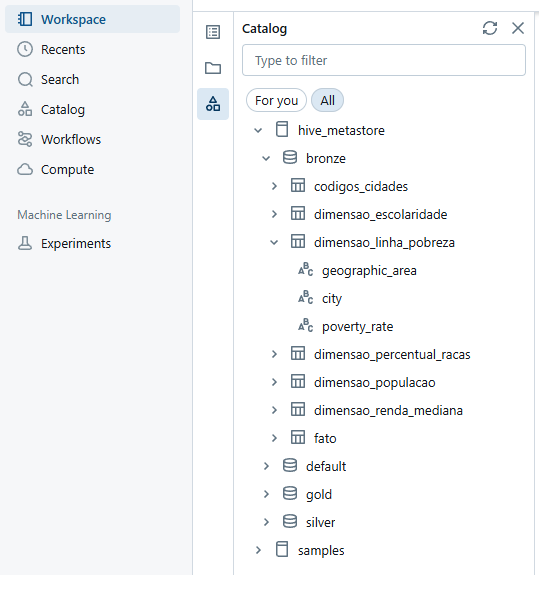 Workspace
Recents
Search
Catalog
Workflows
Compute
Machine Learning
Experiments
Catalog
Type to filter
For you
All
hive_metastore
bronze
codigos_cidades
dimensao_escolaridade
dimensao_linha_pobreza
geographic_area
city
poverty_rate
dimensao_percentual_racas
dimensao_populacao
dimensao_renda_mediana
fato
default
gold
silver
samples